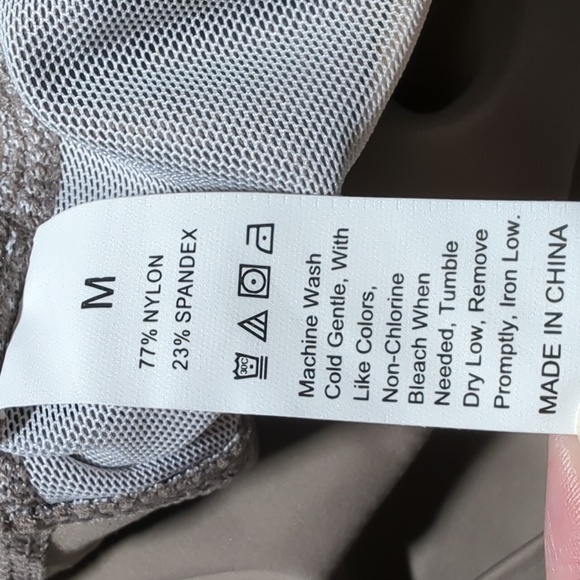 M
77% NYLON
23% SPANDEX
30C
Machine Wash
Cold Gentle, With
Like Colors,
Non-Chlorine
Bleach When
Needed, Tumble
Dry Low, Remove
Promptly, Iron Low.
MADE IN CHINA